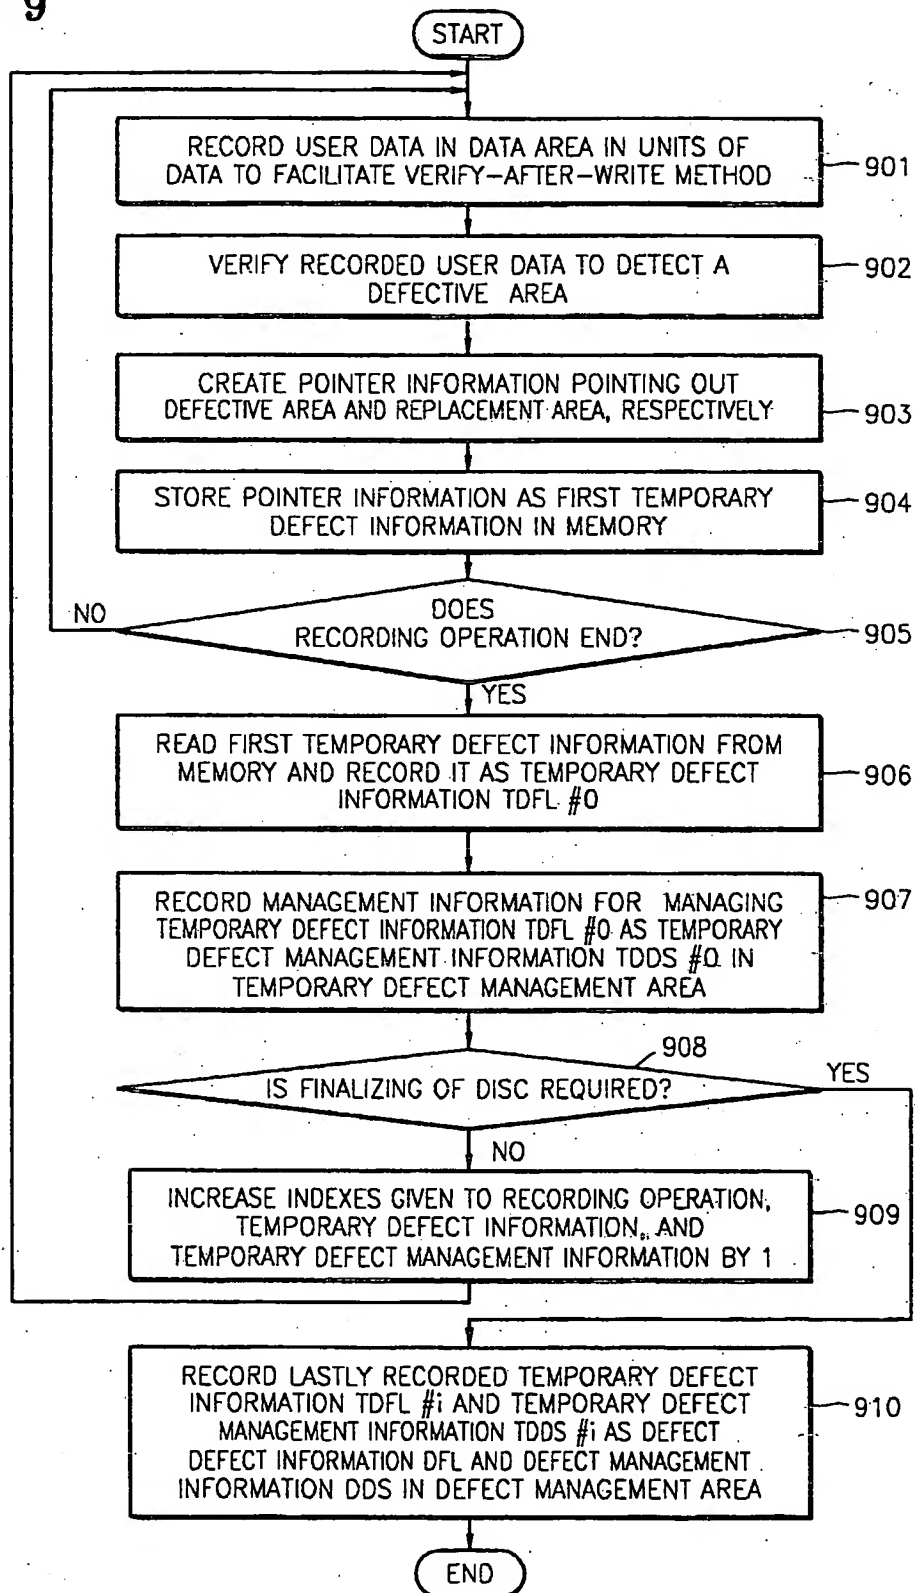 9
START
RECORD USER DATA IN DATA AREA IN UNITS OF
DATA TO FACILITATE VERIFY-AFTER-WRITE METHOD
901
VERIFY RECORDED USER DATA TO DETECT A
DEFECTIVE AREA
902
CREATE POINTER INFORMATION POINTING OUT
DEFECTIVE AREA AND REPLACEMENT AREA, RESPECTIVELY
903
STORE POINTER INFORMATION AS FIRST TEMPORARY
DEFECT INFORMATION IN MEMORY
904
NO
DOES
RECORDING OPERATION END?
905
YES
READ FIRST TEMPORARY DEFECT INFORMATION FROM
MEMORY AND RECORD IT AS TEMPORARY DEFECT
INFORMATION TDFL #0
906
RECORD MANAGEMENT INFORMATION FOR MANAGING
TEMPORARY DEFECT INFORMATION TDFL #0 AS TEMPORARY
DEFECT MANAGEMENT INFORMATION TDDS #0 IN
TEMPORARY DEFECT MANAGEMENT AREA
907
908
IS FINALIZING OF DISC REQUIRED?
YES
NO
INCREASE INDEXES GIVEN TO RECORDING OPERATION,
TEMPORARY DEFECT INFORMATION, AND
TEMPORARY DEFECT MANAGEMENT INFORMATION BY 1
909
RECORD LASTLY RECORDED TEMPORARY DEFECT
INFORMATION TDFL #i AND TEMPORARY DEFECT
MANAGEMENT INFORMATION TDDS #i AS DEFECT
DEFECT INFORMATION DFL AND DEFECT MANAGEMENT
INFORMATION DDS IN DEFECT MANAGEMENT AREA
910
END